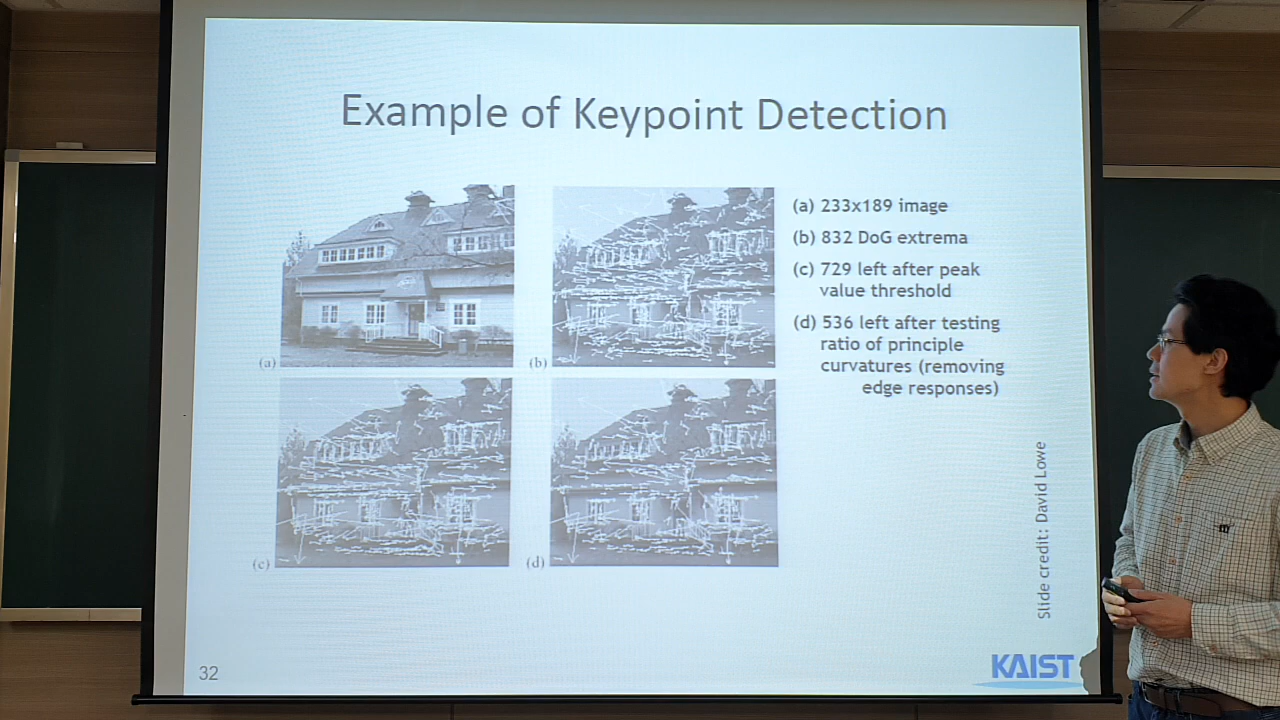 Example of Keypoint Detection
(a)
(b)
(c)
(d)
(a) 233x189 image
(b) 832 DoG extrema
(c) 729 left after peak
value threshold
(d) 536 left after testing
ratio of principle
curvatures (removing
edge responses)
Slide credit: David Lowe
32
KAIST